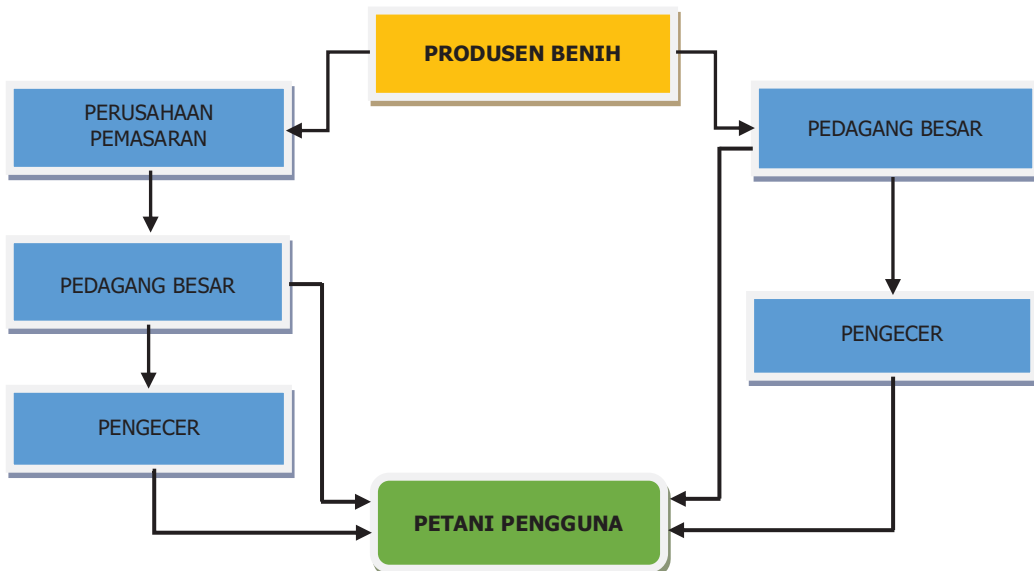 PRODUSEN BENIH
PERUSAHAAN
PEMASARAN
PEDAGANG BESAR
PEDAGANG BESAR
PENGECER
PENGECER
PETANI PENGGUNA